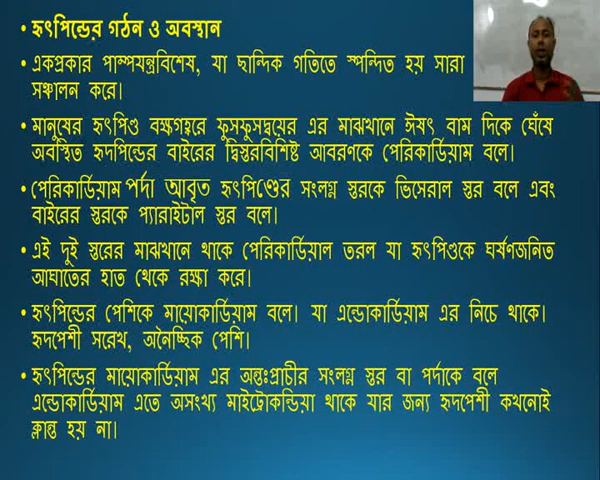 • হৃৎপিন্ডের গঠন ও অবস্থান
• একপ্রকার পাম্পযন্ত্রবিশেষ, যা ছান্দিক গতিতে স্পন্দিত হয় সারা
সঞ্চালন করে।
• মানুষের হৃৎপিণ্ড বক্ষগহ্বরে ফুসফুসদ্বয়ের এর মাঝখানে ঈষৎ বাম দিকে ঘেঁষে
অবস্থিত হৃদপিন্ডের বাইরের দ্বিস্তরবিশিষ্ট আবরণকে পেরিকার্ডিয়াম বলে।
• পেরিকার্ডিয়াম পর্দা আবৃত হৃৎপিণ্ডের সংলগ্ন স্তরকে ভিসেরাল স্তর বলে এবং
বাইরের স্তরকে প্যারাইটাল স্তর বলে।
• এই দুই স্তরের মাঝখানে থাকে পেরিকার্ডিয়াল তরল যা হৃৎপিণ্ডকে ঘর্ষণজনিত
আঘাতের হাত থেকে রক্ষা করে।
• হৃৎপিন্ডের পেশিকে মায়োকার্ডিয়াম বলে। যা এন্ডোকার্ডিয়াম এর নিচে থাকে।
হৃদপেশী সরেখ, অনৈচ্ছিক পেশি।
• হৃৎপিন্ডের মায়োকার্ডিয়াম এর অন্তঃপ্রাচীর সংলগ্ন স্তর বা পর্দাকে বলে
এন্ডোকার্ডিয়াম এতে অসংখ্য মাইট্রোকন্ডিয়া থাকে যার জন্য হৃদপেশী কখনোই
ক্লান্ত হয় না।